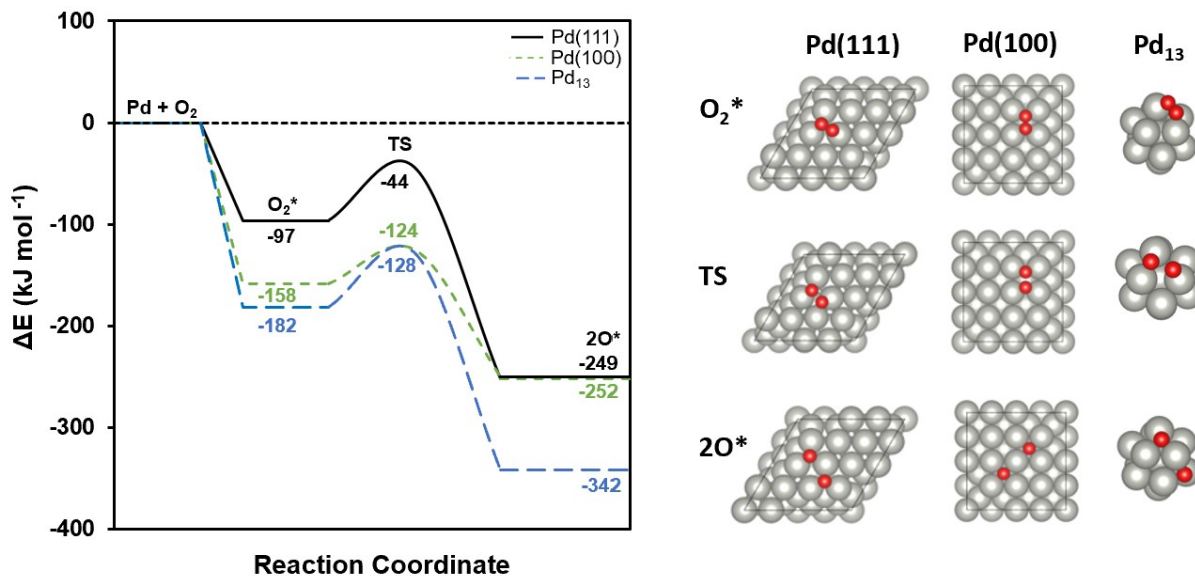 100
0
-100
-200
-300
-400
ΔE (kJ mol ⁻¹)
Reaction Coordinate
Pd(111)
Pd(100)
Pd₁₃
Pd + O₂
O₂*
-97
-158
-182
TS
-44
-124
-128
2O*
-249
-252
-342
Pd(111) Pd(100) Pd₁₃
O₂*
TS
2O*